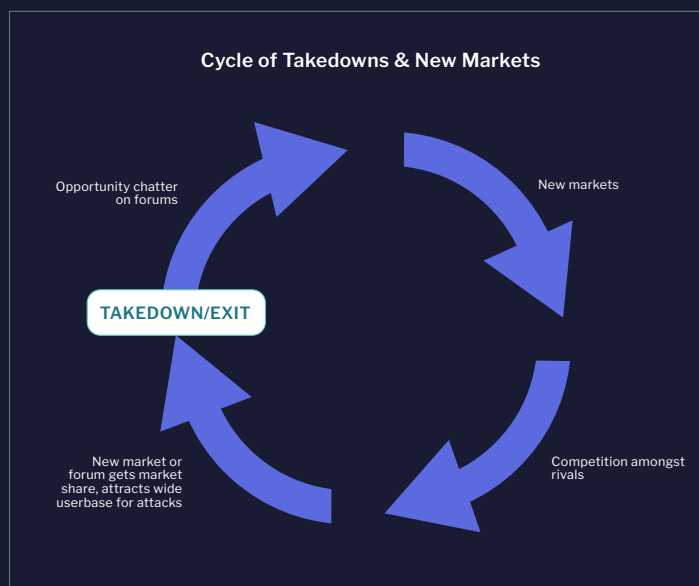 Cycle of Takedowns & New Markets
Opportunity chatter
on forums
New markets
TAKEDOWN/EXIT
New market or
forum gets market
share, attracts wide
userbase for attacks
Competition amongst
rivals